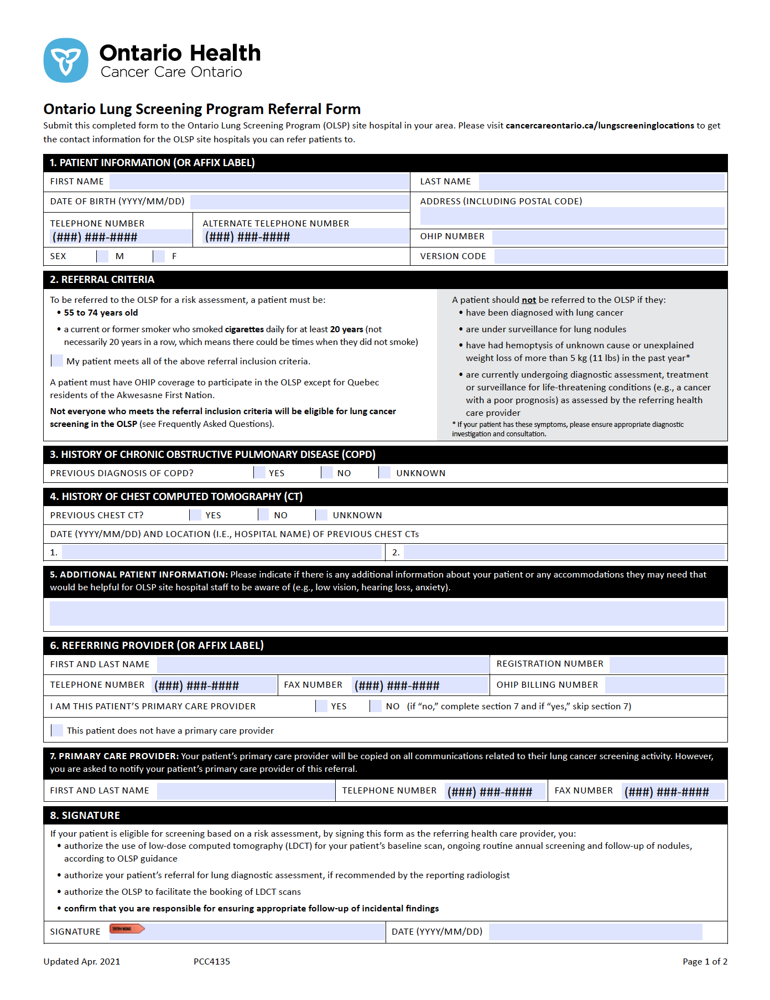 Ontario Health
Cancer Care Ontario
Ontario Lung Screening Program Referral Form
Submit this completed form to the Ontario Lung Screening Program (OLSP) site hospital in your area. Please visit cancercareontario.ca/lungscreeninglocations to get
the contact information for the OLSP site hospitals you can refer patients to.
1. PATIENT INFORMATION (OR AFFIX LABEL)
FIRST NAME
LAST NAME
DATE OF BIRTH (YYYY/MM/DD)
ADDRESS (INCLUDING POSTAL CODE)
TELEPHONE NUMBER
(###) ###-####
ALTERNATE TELEPHONE NUMBER
(###) ###-####
OHIP NUMBER
SEX M F
VERSION CODE
2. REFERRAL CRITERIA
To be referred to the OLSP for a risk assessment, a patient must be:
• 55 to 74 years old
• a current or former smoker who smoked cigarettes daily for at least 20 years (not
necessarily 20 years in a row, which means there could be times when they did not smoke)
My patient meets all of the above referral inclusion criteria.
A patient must have OHIP coverage to participate in the OLSP except for Quebec
residents of the Akwesasne First Nation.
Not everyone who meets the referral inclusion criteria will be eligible for lung cancer
screening in the OLSP (see Frequently Asked Questions).
A patient should not be referred to the OLSP if they:
• have been diagnosed with lung cancer
• are under surveillance for lung nodules
• have had hemoptysis of unknown cause or unexplained
weight loss of more than 5 kg (11 lbs) in the past year*
• are currently undergoing diagnostic assessment, treatment
or surveillance for life-threatening conditions (e.g., a cancer
with a poor prognosis) as assessed by the referring health
care provider
* If your patient has these symptoms, please ensure appropriate diagnostic
investigation and consultation.
3. HISTORY OF CHRONIC OBSTRUCTIVE PULMONARY DISEASE (COPD)
PREVIOUS DIAGNOSIS OF COPD? YES NO UNKNOWN
4. HISTORY OF CHEST COMPUTED TOMOGRAPHY (CT)
PREVIOUS CHEST CT? YES NO UNKNOWN
DATE (YYYY/MM/DD) AND LOCATION (I.E., HOSPITAL NAME) OF PREVIOUS CHEST CTs
1. 2.
5. ADDITIONAL PATIENT INFORMATION: Please indicate if there is any additional information about your patient or any accommodations they may need that
would be helpful for OLSP site hospital staff to be aware of (e.g., low vision, hearing loss, anxiety).
6. REFERRING PROVIDER (OR AFFIX LABEL)
FIRST AND LAST NAME REGISTRATION NUMBER
TELEPHONE NUMBER (###) ###-#### FAX NUMBER (###) ###-#### OHIP BILLING NUMBER
I AM THIS PATIENT’S PRIMARY CARE PROVIDER YES NO (if “no,” complete section 7 and if “yes,” skip section 7)
This patient does not have a primary care provider
7. PRIMARY CARE PROVIDER: Your patient’s primary care provider will be copied on all communications related to their lung cancer screening activity. However,
you are asked to notify your patient’s primary care provider of this referral.
FIRST AND LAST NAME TELEPHONE NUMBER (###) ###-#### FAX NUMBER (###) ###-####
8. SIGNATURE
If your patient is eligible for screening based on a risk assessment, by signing this form as the referring health care provider, you:
• authorize the use of low-dose computed tomography (LDCT) for your patient’s baseline scan, ongoing routine annual screening and follow-up of nodules,
according to OLSP guidance
• authorize your patient’s referral for lung diagnostic assessment, if recommended by the reporting radiologist
• authorize the OLSP to facilitate the booking of LDCT scans
• confirm that you are responsible for ensuring appropriate follow-up of incidental findings
SIGNATURE DATE (YYYY/MM/DD)
Updated Apr. 2021 PCC4135 Page 1 of 2